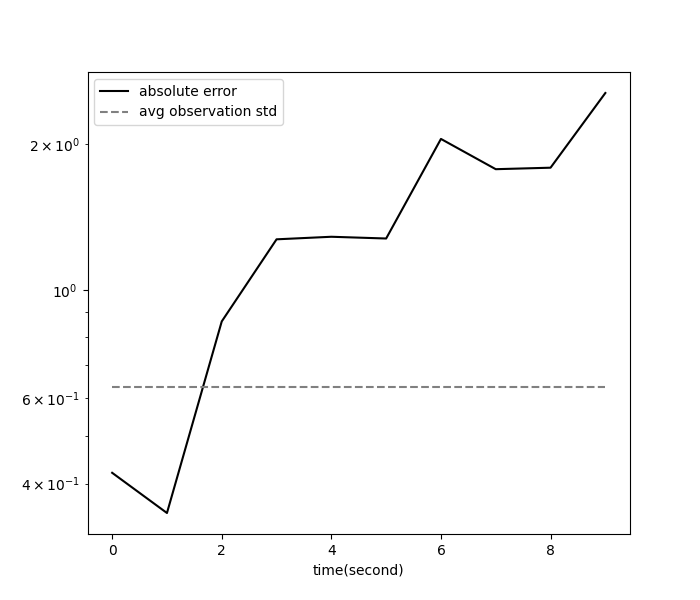 absolute error
avg observation std
2 × 10⁰
10⁰
6 × 10⁻¹
4 × 10⁻¹
0 2 4 6 8
time(second)